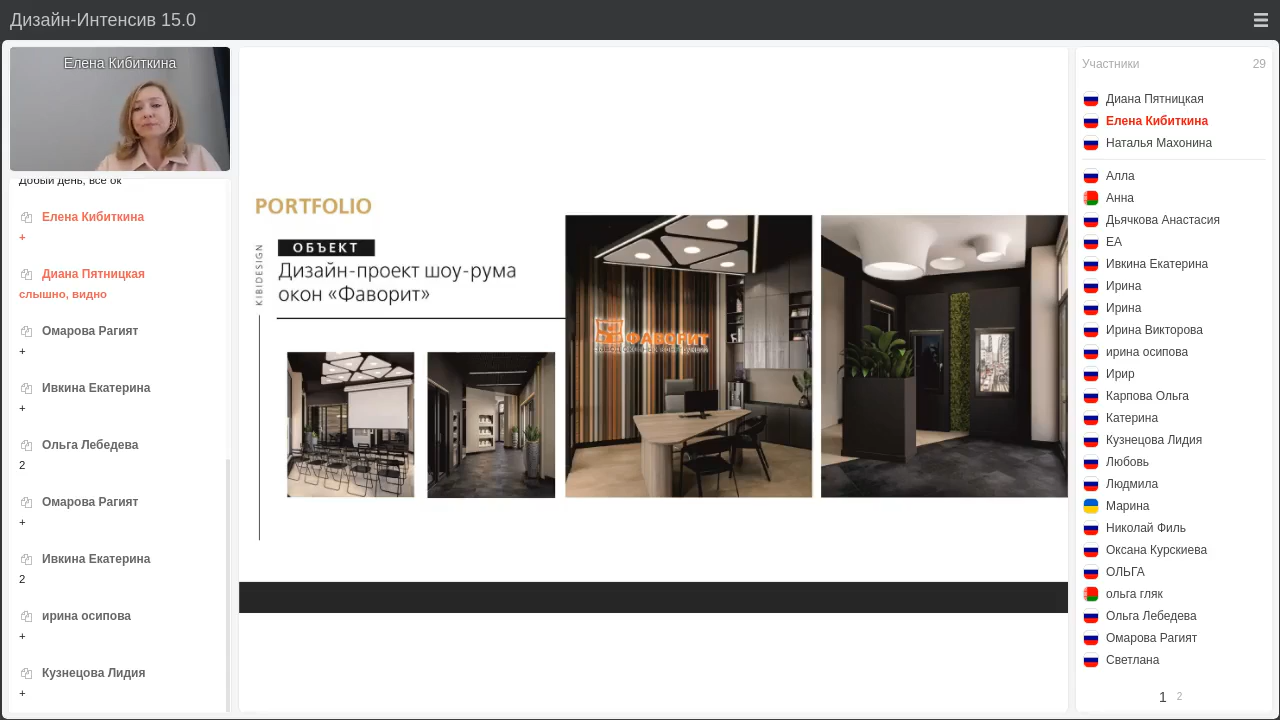 Дизайн-Интенсив 15.0
Елена Кибиткина
Добрый день, все ок
Елена Кибиткина
+
Диана Пятницкая
слышно, видно
Омарова Рагият
+
Ивкина Екатерина
+
Ольга Лебедева
2
Омарова Рагият
+
Ивкина Екатерина
2
ирина осипова
+
Кузнецова Лидия
+
PORTFOLIO
KIBIDESIGN
ОБЪЕКТ
Дизайн-проект шоу-рума
окон «Фаворит»
ФАВОРИТ
Участники 29
Диана Пятницкая
Елена Кибиткина
Наталья Махонина
Алла
Анна
Дьячкова Анастасия
ЕА
Ивкина Екатерина
Ирина
Ирина
Ирина Викторова
ирина осипова
Ирир
Карпова Ольга
Катерина
Кузнецова Лидия
Любовь
Людмила
Марина
Николай Филь
Оксана Курскиева
ОЛЬГА
ольга гляк
Ольга Лебедева
Омарова Рагият
Светлана
1 2